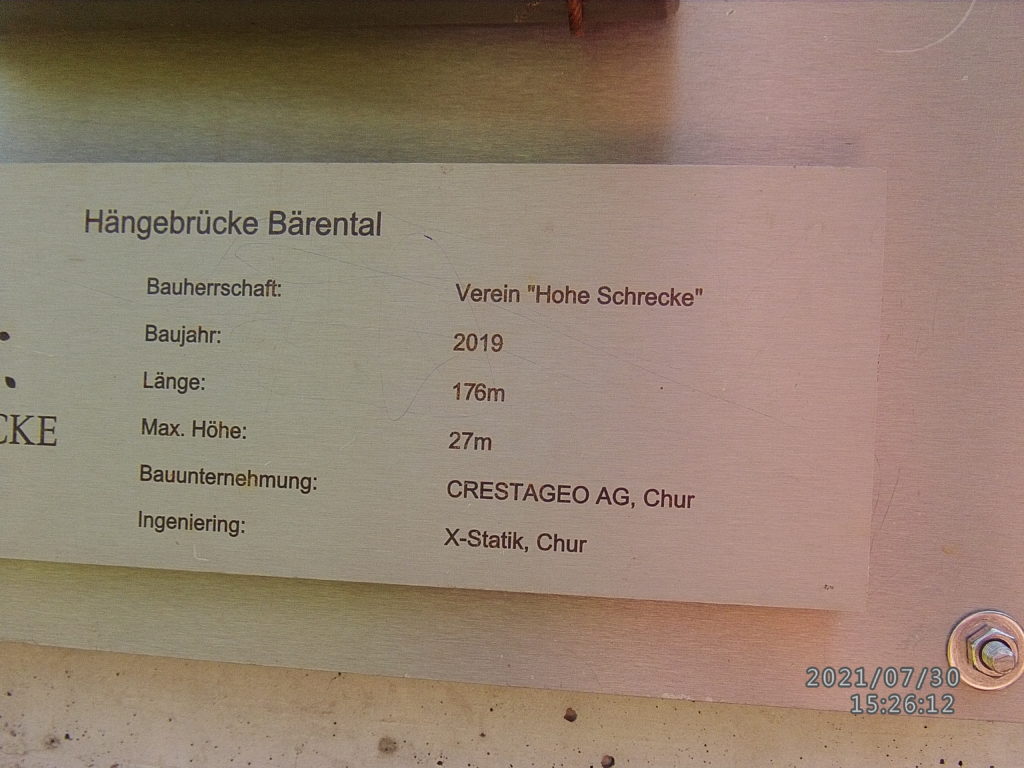 Hängebrücke Bärental
Bauherrschaft: Verein "Hohe Schrecke"
Baujahr: 2019
Länge: 176m
Max. Höhe: 27m
CKE
Bauunternehmung: CRESTAGEO AG, Chur
Ingeniering: X-Statik, Chur
2021/07/30
15:26:12